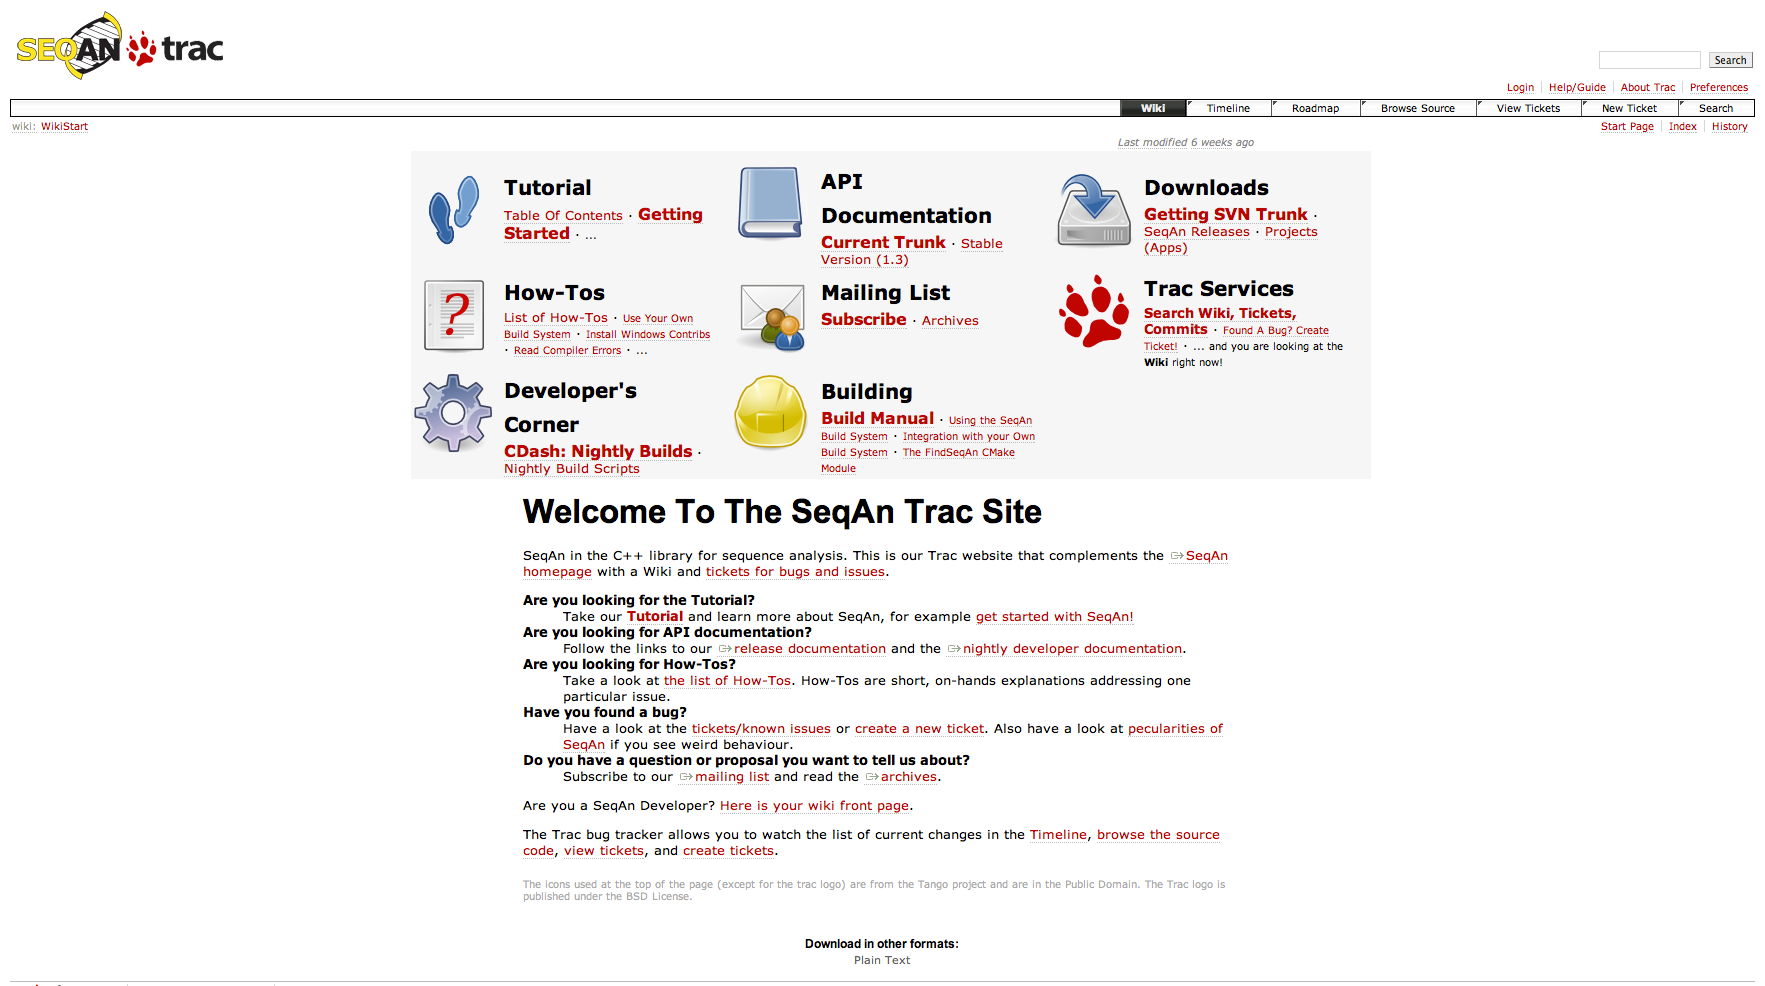 SEQAN trac
Search
Login Help/Guide About Trac Preferences
Wiki Timeline Roadmap Browse Source View Tickets New Ticket Search
wiki: WikiStart
Start Page Index History
Last modified 6 weeks ago
Tutorial
Table Of Contents · Getting
Started · ...
API
Documentation
Current Trunk · Stable
Version (1.3)
Downloads
Getting SVN Trunk ·
SeqAn Releases · Projects
(Apps)
How-Tos
List of How-Tos · Use Your Own
Build System · Install Windows Contribs
· Read Compiler Errors · ...
Mailing List
Subscribe · Archives
Trac Services
Search Wiki, Tickets,
Commits · Found A Bug? Create
Ticket! · ... and you are looking at the
Wiki right now!
Developer's
Corner
CDash: Nightly Builds ·
Nightly Build Scripts
Building
Build Manual · Using the SeqAn
Build System · Integration with your Own
Build System · The FindSeqAn CMake
Module
Welcome To The SeqAn Trac Site
SeqAn in the C++ library for sequence analysis. This is our Trac website that complements the SeqAn
homepage with a Wiki and tickets for bugs and issues.
Are you looking for the Tutorial?
Take our Tutorial and learn more about SeqAn, for example get started with SeqAn!
Are you looking for API documentation?
Follow the links to our release documentation and the nightly developer documentation.
Are you looking for How-Tos?
Take a look at the list of How-Tos. How-Tos are short, on-hands explanations addressing one
particular issue.
Have you found a bug?
Have a look at the tickets/known issues or create a new ticket. Also have a look at pecularities of
SeqAn if you see weird behaviour.
Do you have a question or proposal you want to tell us about?
Subscribe to our mailing list and read the archives.
Are you a SeqAn Developer? Here is your wiki front page.
The Trac bug tracker allows you to watch the list of current changes in the Timeline, browse the source
code, view tickets, and create tickets.
The icons used at the top of the page (except for the trac logo) are from the Tango project and are in the Public Domain. The Trac logo is
published under the BSD License.
Download in other formats:
Plain Text